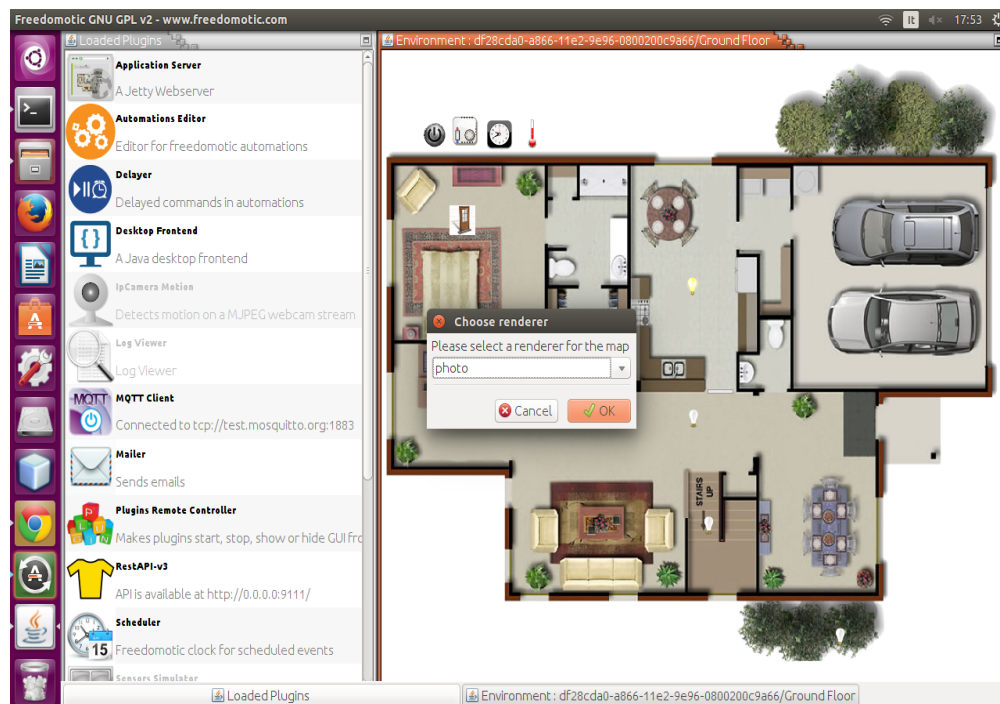 Freedomotic GNU GPL v2 - www.freedomotic.com
It
17:53
Loaded Plugins
Environment : df28cda0-a866-11e2-9e96-0800200c9a66/Ground Floor
Application Server
A Jetty Webserver
Automations Editor
Editor for freedomotic automations
Delayer
Delayed commands in automations
Desktop Frontend
A Java desktop frontend
IpCamera Motion
Detects motion on a MJPEG webcam stream
Log Viewer
Log Viewer
MQTT
MQTT Client
Connected to tcp://test.mosquitto.org:1883
Mailer
Sends emails
Plugins Remote Controller
Makes plugins start, stop, show or hide GUI fro
RestAPI-v3
API is available at http://0.0.0.0:9111/
Scheduler
15
Freedomotic clock for scheduled events
Sensors Simulator
Choose renderer
Please select a renderer for the map
photo
Cancel
OK
STAIRS
UP
Loaded Plugins
Environment : df28cda0-a866-11e2-9e96-0800200c9a66/Ground Floor